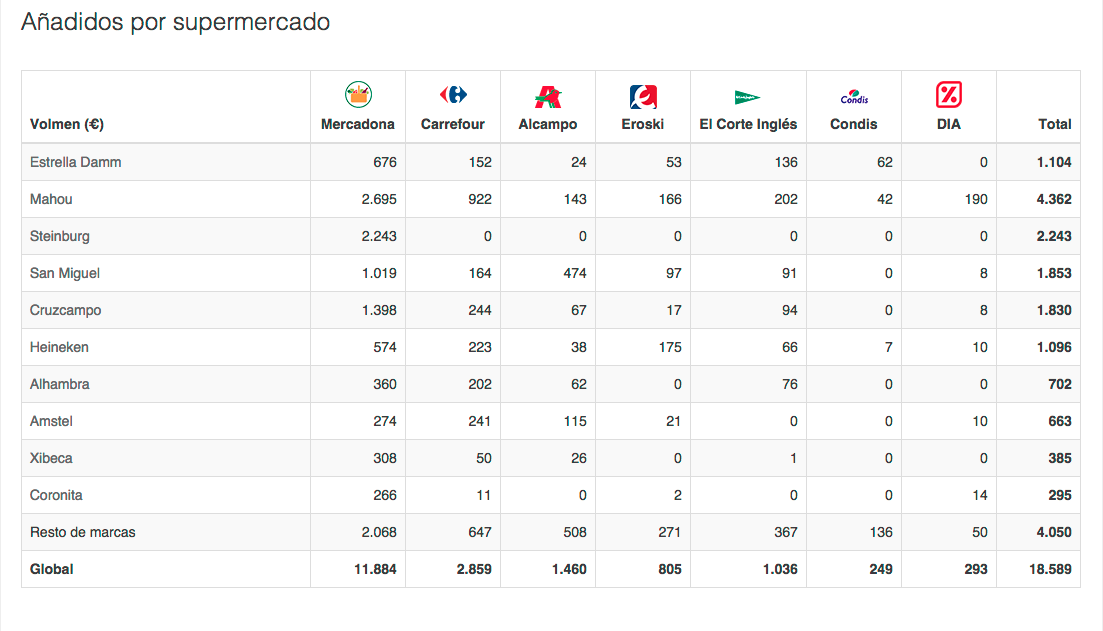 Añadidos por supermercado
Condis
Volmen (€) Mercadona Carrefour Alcampo Eroski El Corte Inglés Condis DIA Total
Estrella Damm 676 152 24 53 136 62 0 1.104
Mahou 2.695 922 143 166 202 42 190 4.362
Steinburg 2.243 0 0 0 0 0 0 2.243
San Miguel 1.019 164 474 97 91 0 8 1.853
Cruzcampo 1.398 244 67 17 94 0 8 1.830
Heineken 574 223 38 175 66 7 10 1.096
Alhambra 360 202 62 0 76 0 0 702
Amstel 274 241 115 21 0 0 10 663
Xibeca 308 50 26 0 1 0 0 385
Coronita 266 11 0 2 0 0 14 295
Resto de marcas 2.068 647 508 271 367 136 50 4.050
Global 11.884 2.859 1.460 805 1.036 249 293 18.589